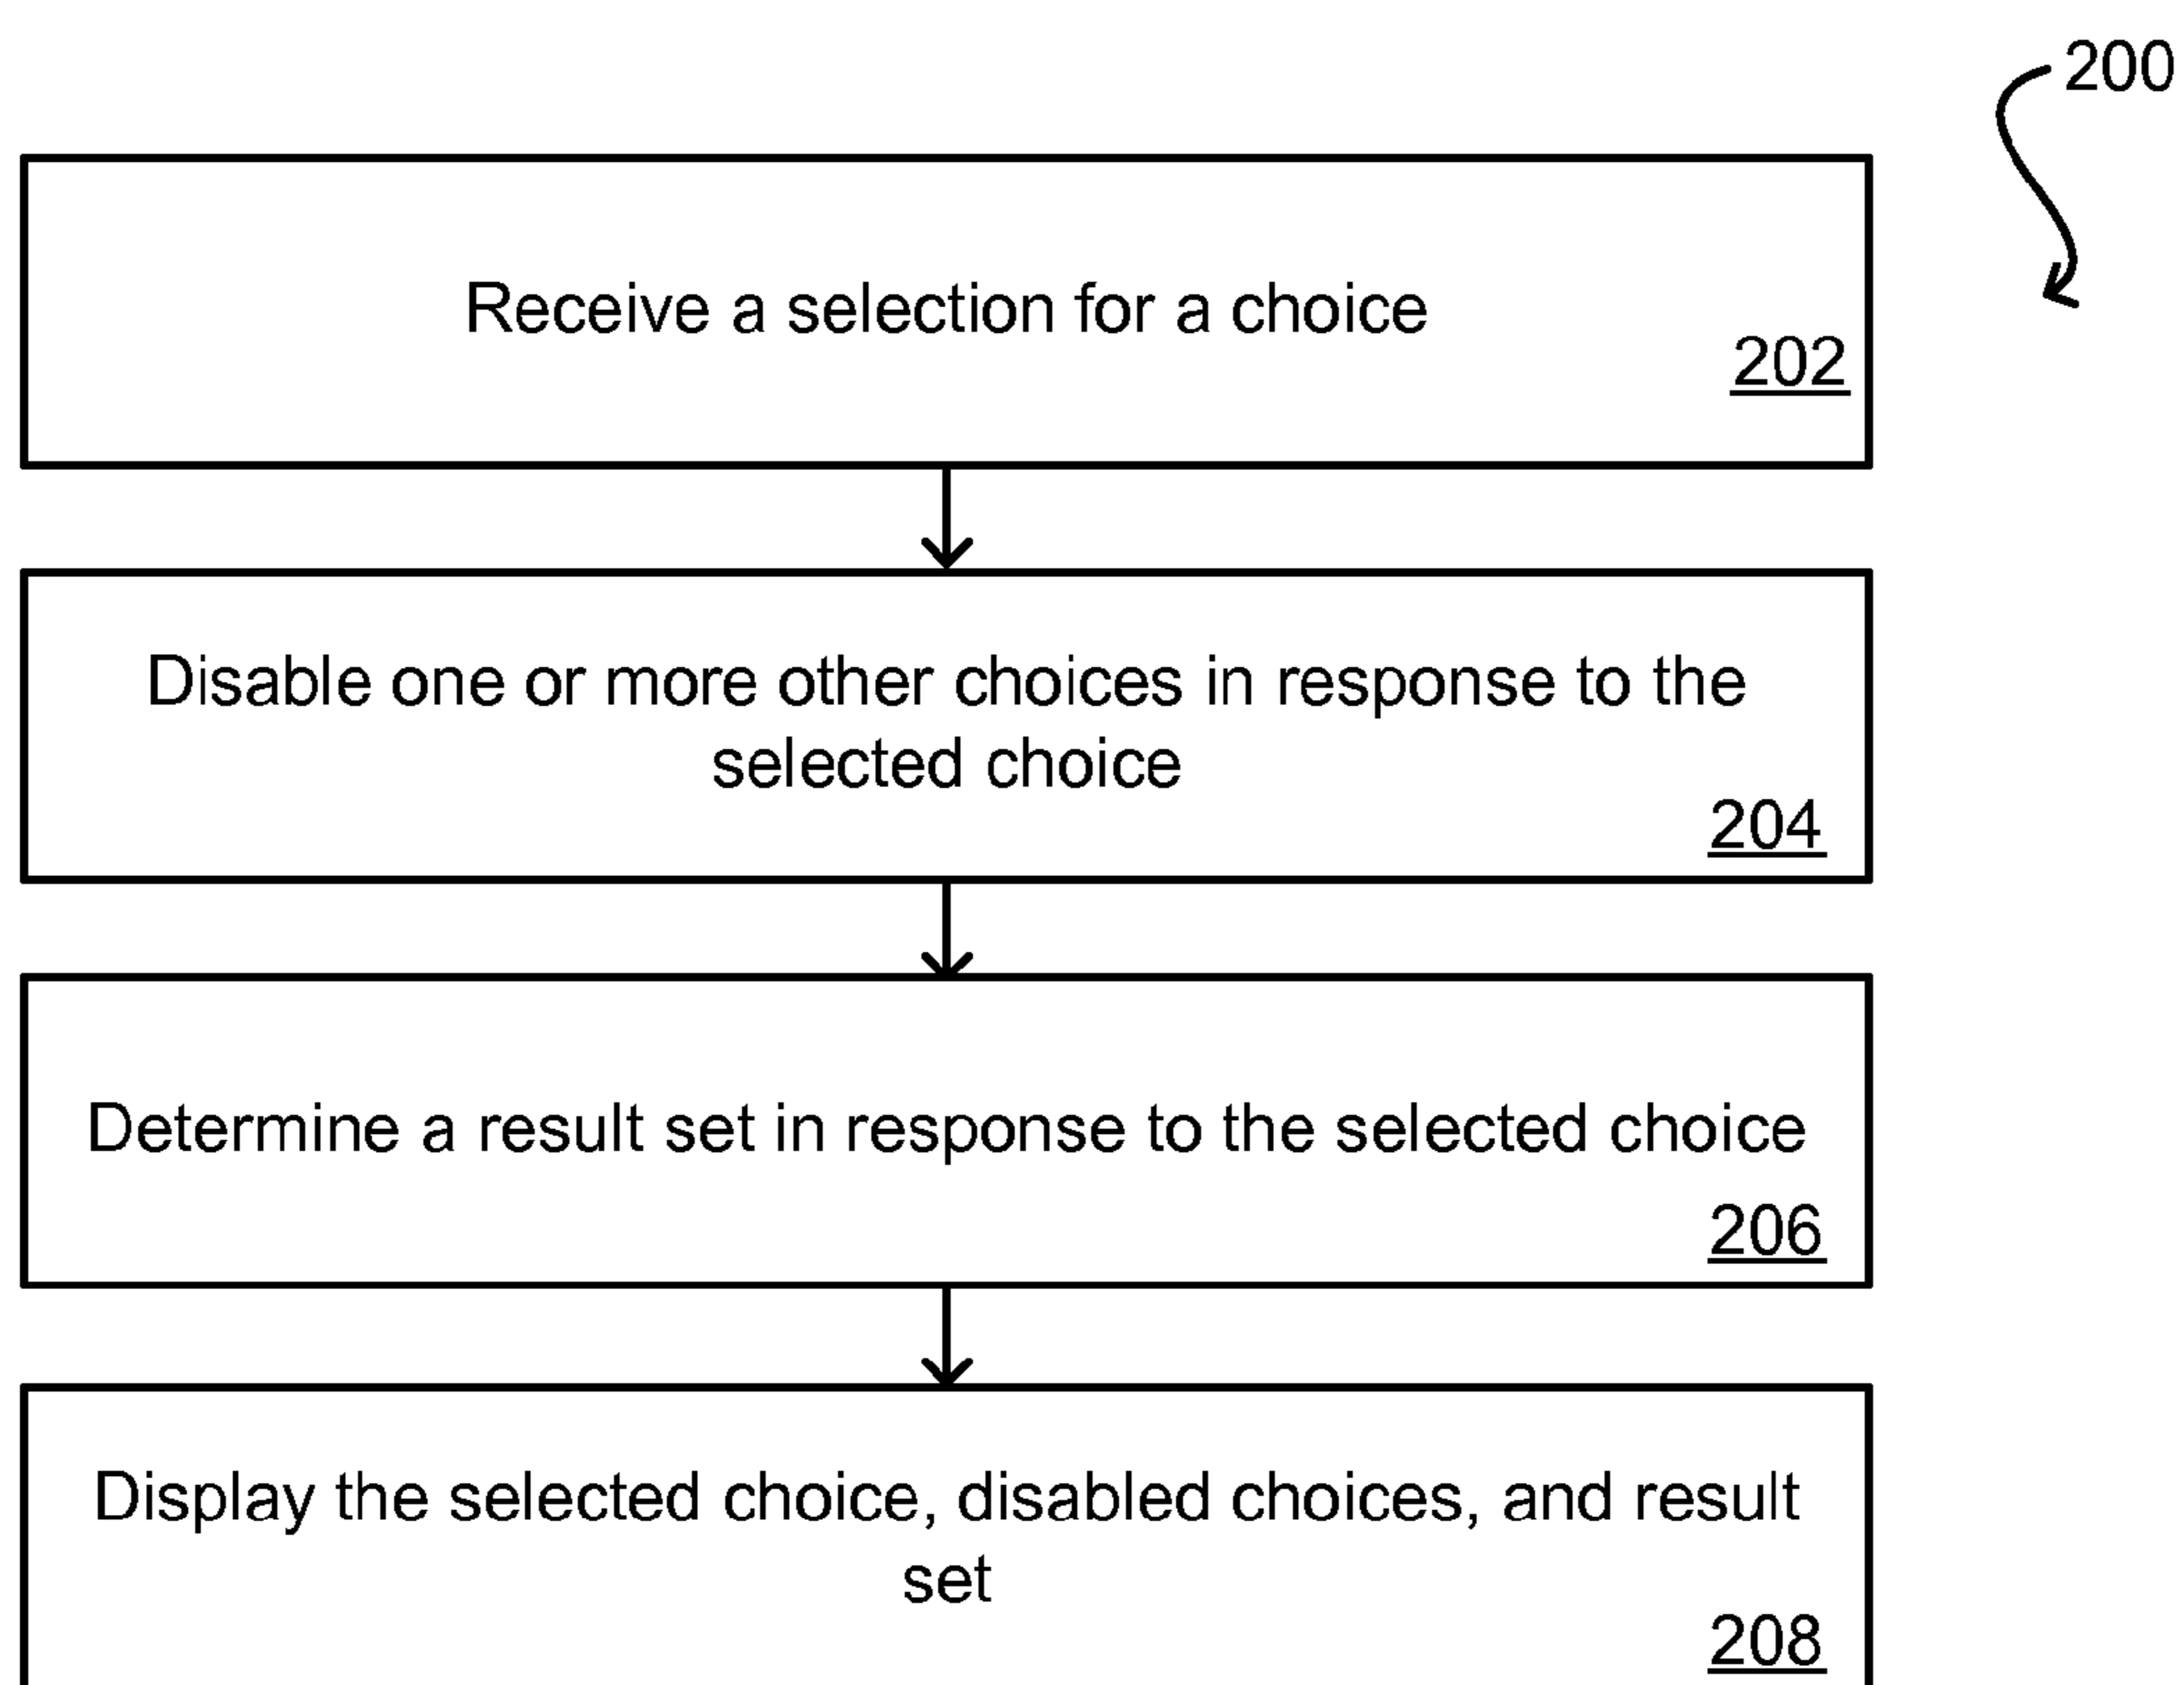 200
Receive a selection for a choice
202
Disable one or more other choices in response to the
selected choice
204
Determine a result set in response to the selected choice
206
Display the selected choice, disabled choices, and result
set
208